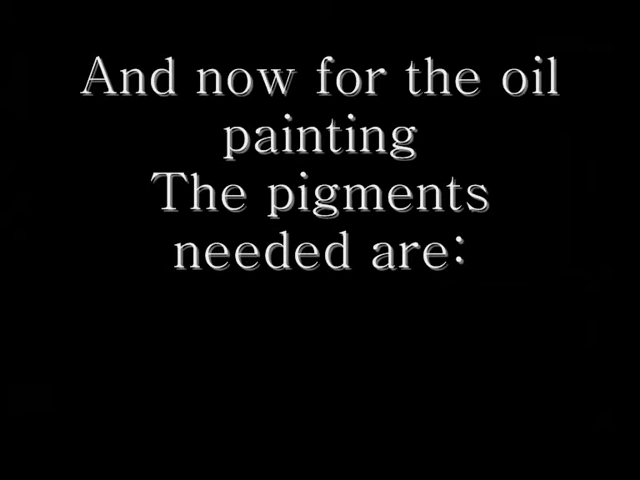 And now for the oil
painting
The pigments
needed are: